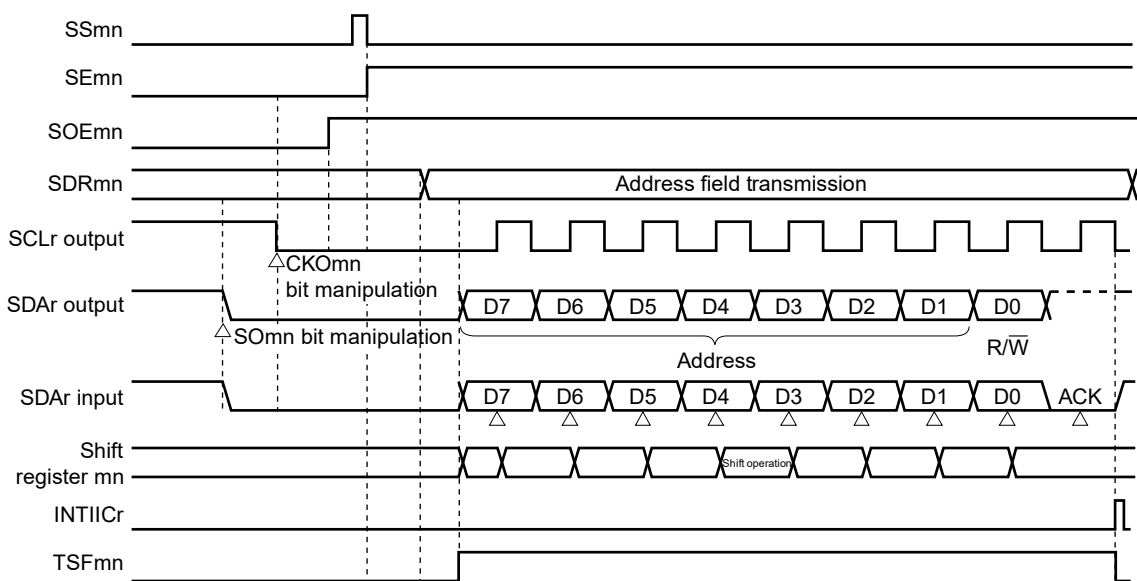 SSmn
SEmn
SOEmn
SDRmn
Address field transmission
SCLr output
△CKOmn
bit manipulation
SDAr output
D7 D6 D5 D4 D3 D2 D1 D0
△SOmn bit manipulation
Address
R/W̅
SDAr input
D7 D6 D5 D4 D3 D2 D1 D0 ACK
Shift
register mn
Shift operation
INTIICr
TSFmn